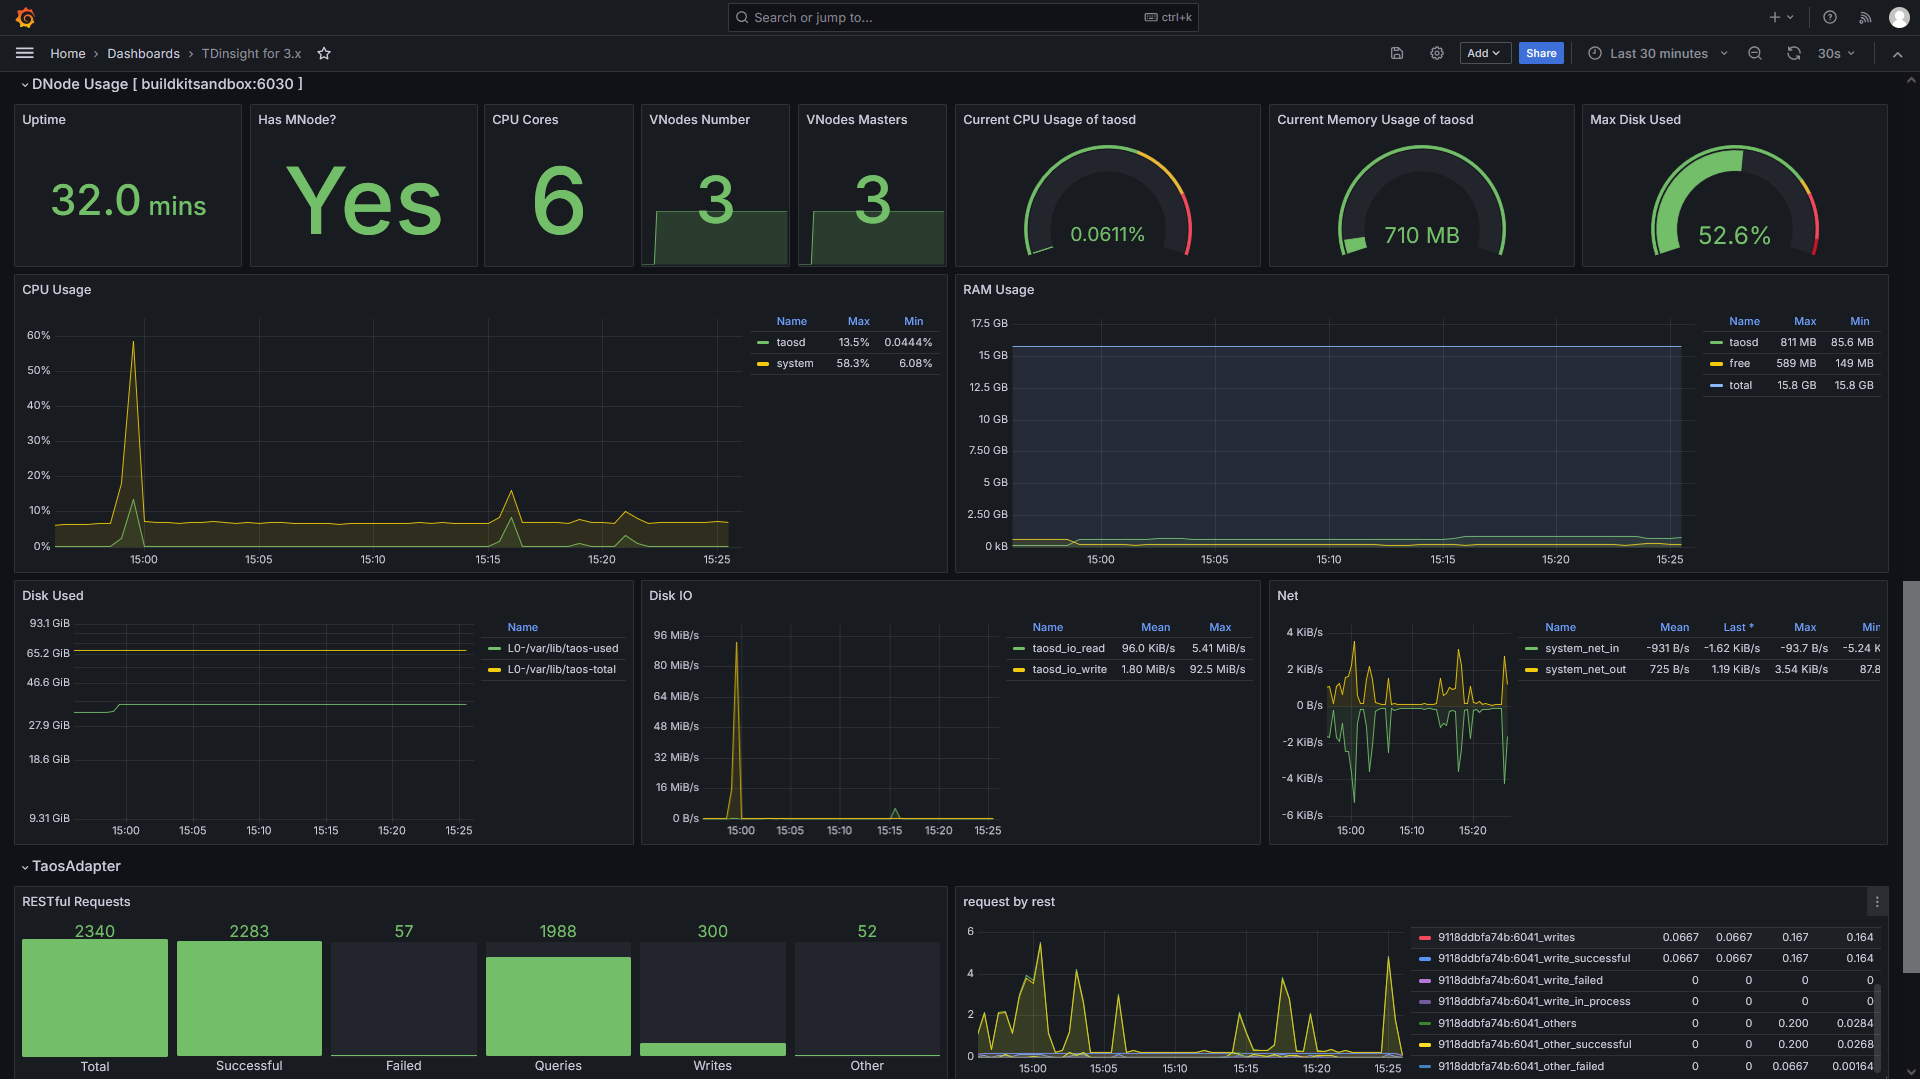 Search or jump to...
ctrl+k
Home › Dashboards › TDinsight for 3.x
Add
Share
Last 30 minutes
30s
DNode Usage [ buildkitsandbox:6030 ]
Uptime
32.0 mins
Has MNode?
Yes
CPU Cores
6
VNodes Number
3
VNodes Masters
3
Current CPU Usage of taosd
0.0611%
Current Memory Usage of taosd
710 MB
Max Disk Used
52.6%
CPU Usage
60%
50%
40%
30%
20%
10%
0%
15:00 15:05 15:10 15:15 15:20 15:25
Name Max Min
taosd 13.5% 0.0444%
system 58.3% 6.08%
RAM Usage
17.5 GB
15 GB
12.5 GB
10 GB
7.50 GB
5 GB
2.50 GB
0 kB
15:00 15:05 15:10 15:15 15:20 15:25
Name Max Min
taosd 811 MB 85.6 MB
free 589 MB 149 MB
total 15.8 GB 15.8 GB
Disk Used
93.1 GiB
65.2 GiB
46.6 GiB
27.9 GiB
18.6 GiB
9.31 GiB
15:00 15:05 15:10 15:15 15:20 15:25
Name
L0-/var/lib/taos-used
L0-/var/lib/taos-total
Disk IO
96 MiB/s
80 MiB/s
64 MiB/s
48 MiB/s
32 MiB/s
16 MiB/s
0 B/s
15:00 15:05 15:10 15:15 15:20 15:25
Name Mean Max
taosd_io_read 96.0 KiB/s 5.41 MiB/s
taosd_io_write 1.80 MiB/s 92.5 MiB/s
Net
4 KiB/s
2 KiB/s
0 B/s
-2 KiB/s
-4 KiB/s
-6 KiB/s
15:00 15:10 15:20
Name Mean Last * Max Min
system_net_in -931 B/s -1.62 KiB/s -93.7 B/s -5.24 K
system_net_out 725 B/s 1.19 KiB/s 3.54 KiB/s 87.8
TaosAdapter
RESTful Requests
2340 2283 57 1988 300 52
Total Successful Failed Queries Writes Other
request by rest
6
4
2
0
15:00 15:05 15:10 15:15 15:20 15:25
9118ddbfa74b:6041_writes 0.0667 0.0667 0.167 0.164
9118ddbfa74b:6041_write_successful 0.0667 0.0667 0.167 0.164
9118ddbfa74b:6041_write_failed 0 0 0 0
9118ddbfa74b:6041_write_in_process 0 0 0 0
9118ddbfa74b:6041_others 0 0 0.200 0.0284
9118ddbfa74b:6041_other_successful 0 0 0.200 0.0268
9118ddbfa74b:6041_other_failed 0 0 0.0667 0.00164